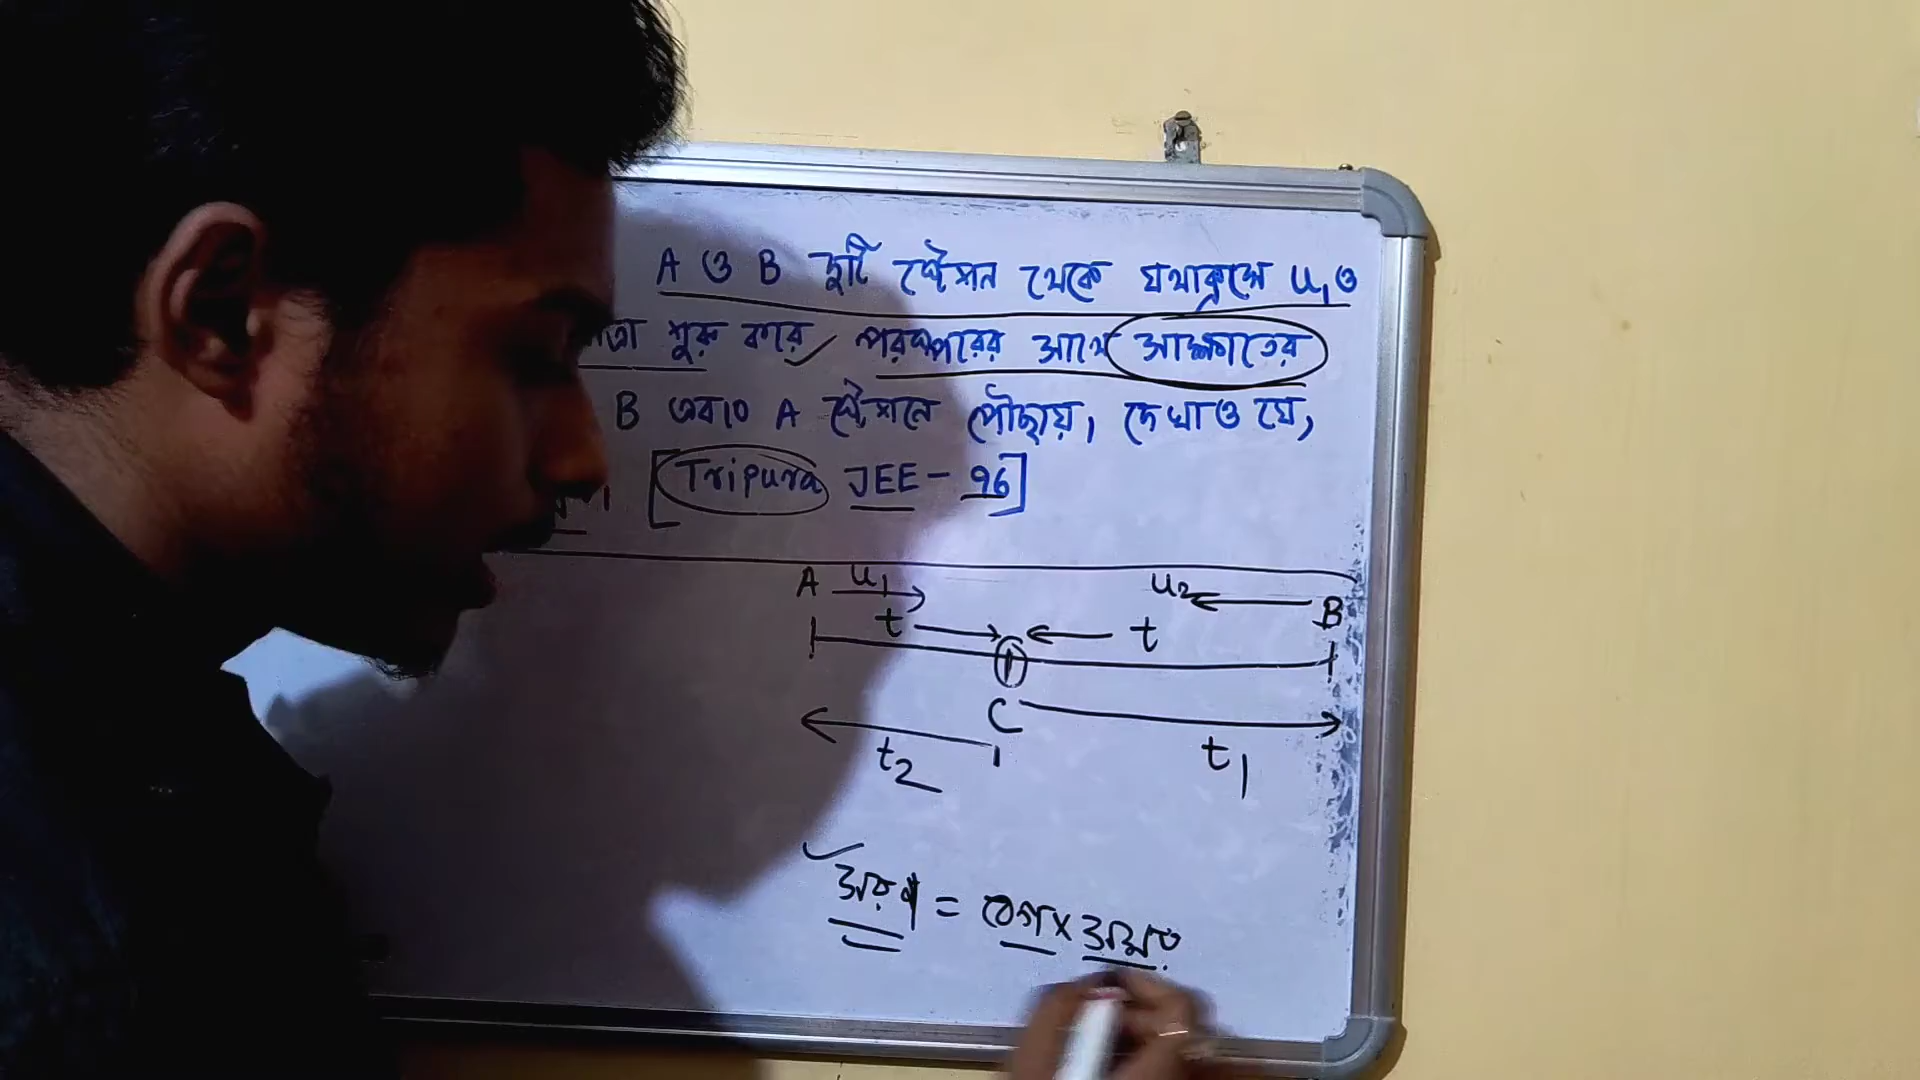 A ও B দুটি স্টেশন থেকে যথাক্রমে u₁ ও
শুরু করে পরস্পরের সাথে সাক্ষাতের
B এবং A স্টেশনে পৌঁছায়। দেখাও যে,
[Tripura JEE - 96]
A u₁ u₂ B
t t
C
t₂ t₁
সরণ = বেগ × সময়